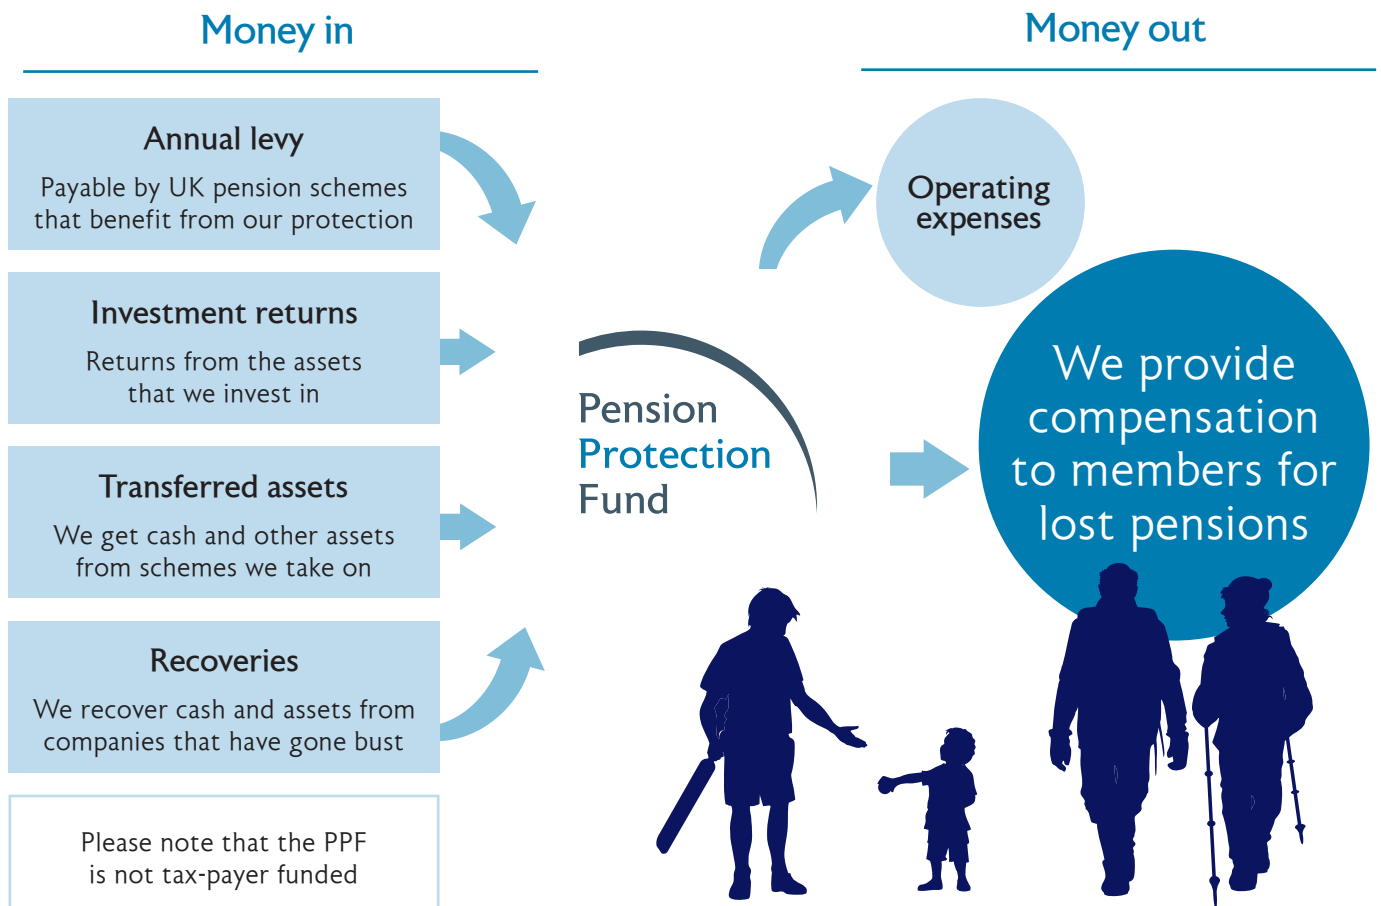 Money in
Money out
Annual levy
Payable by UK pension schemes
that benefit from our protection
Investment returns
Returns from the assets
that we invest in
Transferred assets
We get cash and other assets
from schemes we take on
Recoveries
We recover cash and assets from
companies that have gone bust
Please note that the PPF
is not tax-payer funded
Pension
Protection
Fund
Operating
expenses
We provide
compensation
to members for
lost pensions